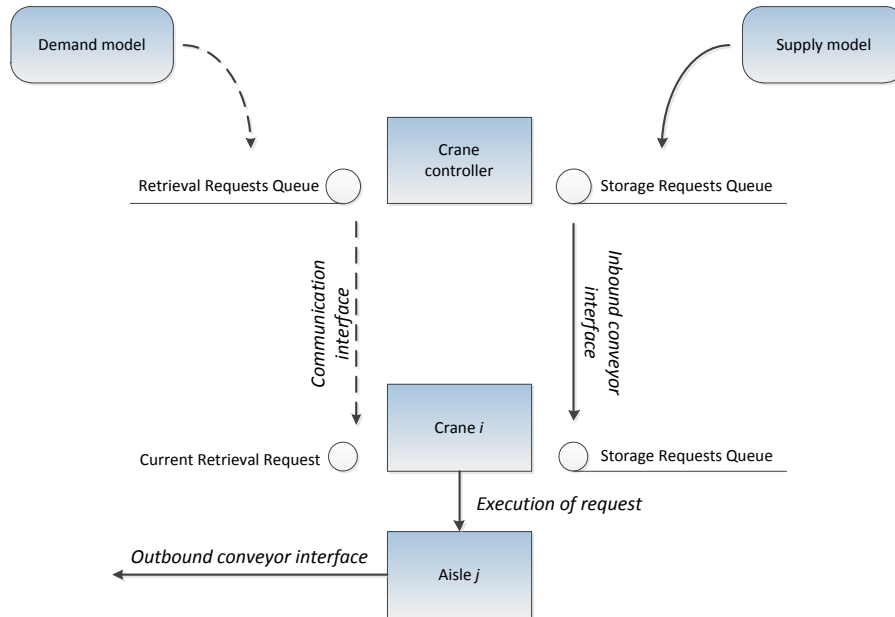 Demand model
Supply model
Crane
controller
Retrieval Requests Queue
Storage Requests Queue
Communication
interface
Inbound conveyor
interface
Crane i
Current Retrieval Request
Storage Requests Queue
Execution of request
Outbound conveyor interface
Aisle j